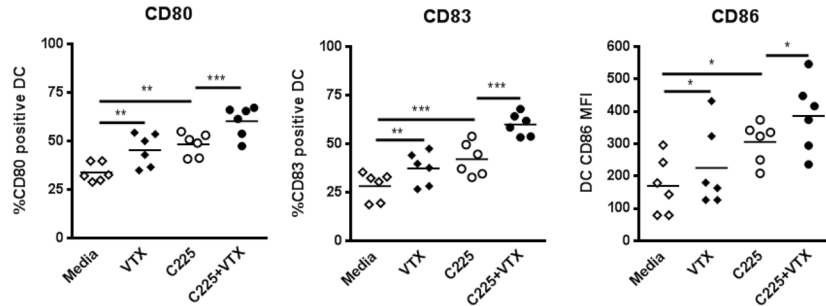 CD80
%CD80 positive DC
100
75
50
25
0
**
**
***
Media
VTX
C225
C225+VTX
CD83
%CD83 positive DC
100
75
50
25
0
**
***
***
Media
VTX
C225
C225+VTX
CD86
DC CD86 MFI
600
500
400
300
200
100
0
*
*
*
Media
VTX
C225
C225+VTX